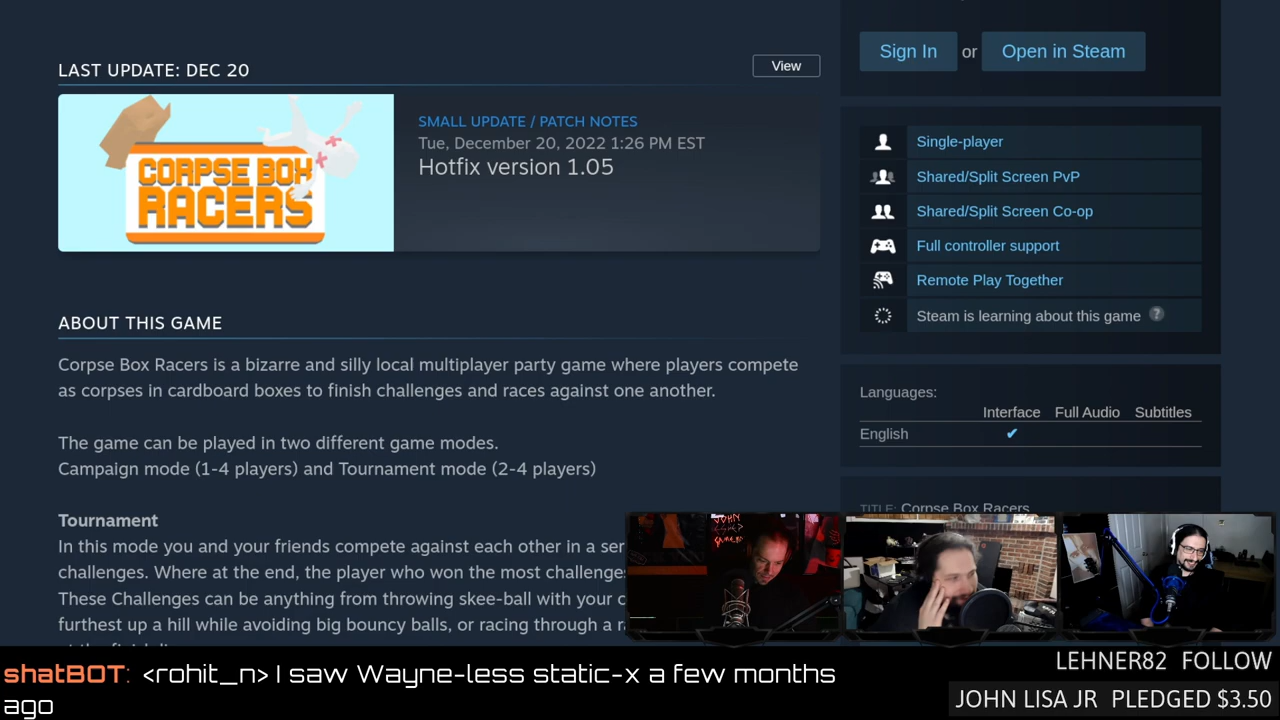 Sign In or Open in Steam
LAST UPDATE: DEC 20
View
CORPSE BOX
RACERS
SMALL UPDATE / PATCH NOTES
Tue, December 20, 2022 1:26 PM EST
Hotfix version 1.05
Single-player
Shared/Split Screen PvP
Shared/Split Screen Co-op
Full controller support
Remote Play Together
Steam is learning about this game ?
ABOUT THIS GAME
Corpse Box Racers is a bizarre and silly local multiplayer party game where players compete
as corpses in cardboard boxes to finish challenges and races against one another.
The game can be played in two different game modes.
Campaign mode (1-4 players) and Tournament mode (2-4 players)
Tournament
In this mode you and your friends compete against each other in a ser
challenges. Where at the end, the player who won the most challenge
These Challenges can be anything from throwing skee-ball with your c
furthest up a hill while avoiding big bouncy balls, or racing through a r
Languages:
Interface Full Audio Subtitles
English ✔
TITLE: Corpse Box Racers
JOHN
shatBOT: <rohit_n> I saw Wayne-less static-x a few months
ago
LEHNER82 FOLLOW
JOHN LISA JR PLEDGED $3.50